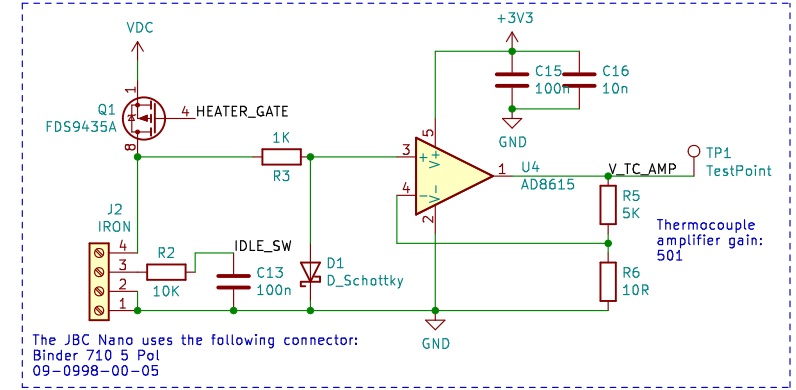 +3V3
VDC
C15
100n
C16
10n
1
Q1
FDS9435A
4
HEATER_GATE
8
GND
1K
R3
3
+
V+
5
U4
AD8615
1
V_TC_AMP
TP1
TestPoint
4
-
V-
2
R5
5K
J2
IRON
4
3
2
1
R2
10K
IDLE_SW
C13
100n
D1
D_Schottky
R6
10R
Thermocouple
amplifier gain:
501
GND
The JBC Nano uses the following connector:
Binder 710 5 Pol
09-0998-00-05